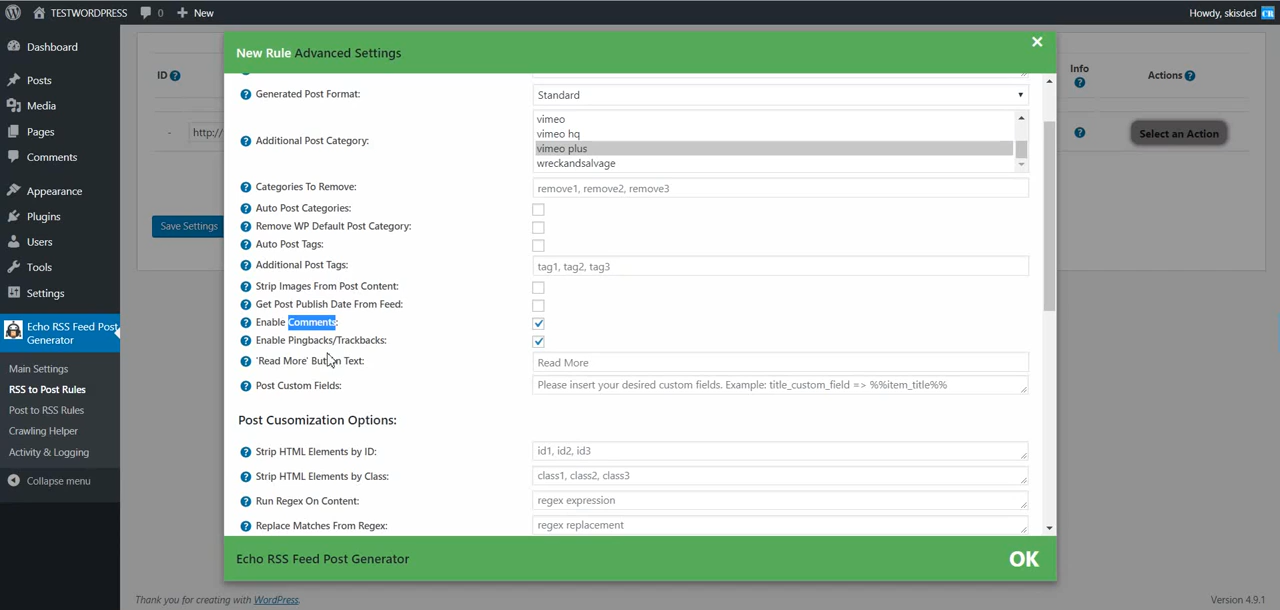 TESTWORDPRESS 0 New Howdy, skisded CR
Dashboard
Posts
Media
Pages
Comments
Appearance
Plugins
Users
Tools
Settings
Echo RSS Feed Post
Generator
Main Settings
RSS to Post Rules
Post to RSS Rules
Crawling Helper
Activity & Logging
Collapse menu
ID ?
- http:/
Save Settings
Info
?
Actions ?
? Select an Action
New Rule Advanced Settings ×
? Generated Post Format: Standard
? Additional Post Category:
vimeo
vimeo hq
vimeo plus
wreckandsalvage
? Categories To Remove: remove1, remove2, remove3
? Auto Post Categories:
? Remove WP Default Post Category:
? Auto Post Tags:
? Additional Post Tags: tag1, tag2, tag3
? Strip Images From Post Content:
? Get Post Publish Date From Feed:
? Enable Comments:
? Enable Pingbacks/Trackbacks:
? 'Read More' Button Text: Read More
? Post Custom Fields: Please insert your desired custom fields. Example: title_custom_field => %%item_title%%
Post Cusomization Options:
? Strip HTML Elements by ID: id1, id2, id3
? Strip HTML Elements by Class: class1, class2, class3
? Run Regex On Content: regex expression
? Replace Matches From Regex: regex replacement
Echo RSS Feed Post Generator OK
Thank you for creating with WordPress. Version 4.9.1